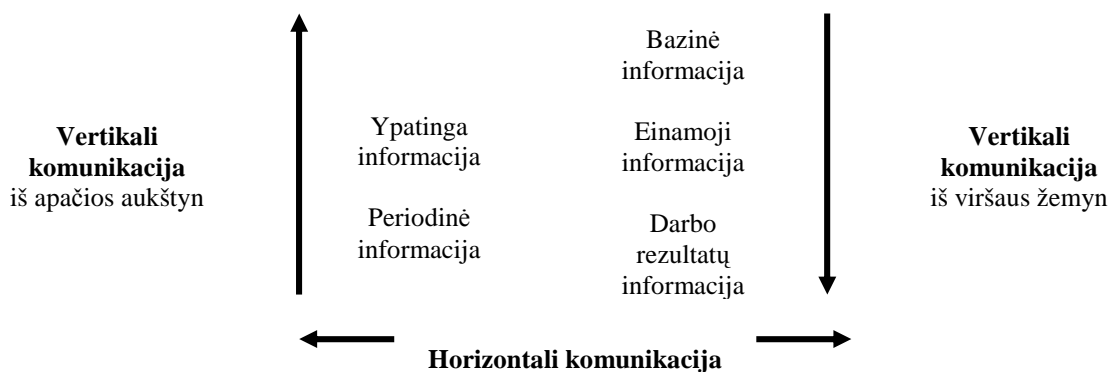 Vertikali
komunikacija
iš apačios aukštyn
Ypatinga
informacija
Periodinė
informacija
Bazinė
informacija
Einamoji
informacija
Darbo
rezultatų
informacija
Vertikali
komunikacija
iš viršaus žemyn
Horizontali komunikacija